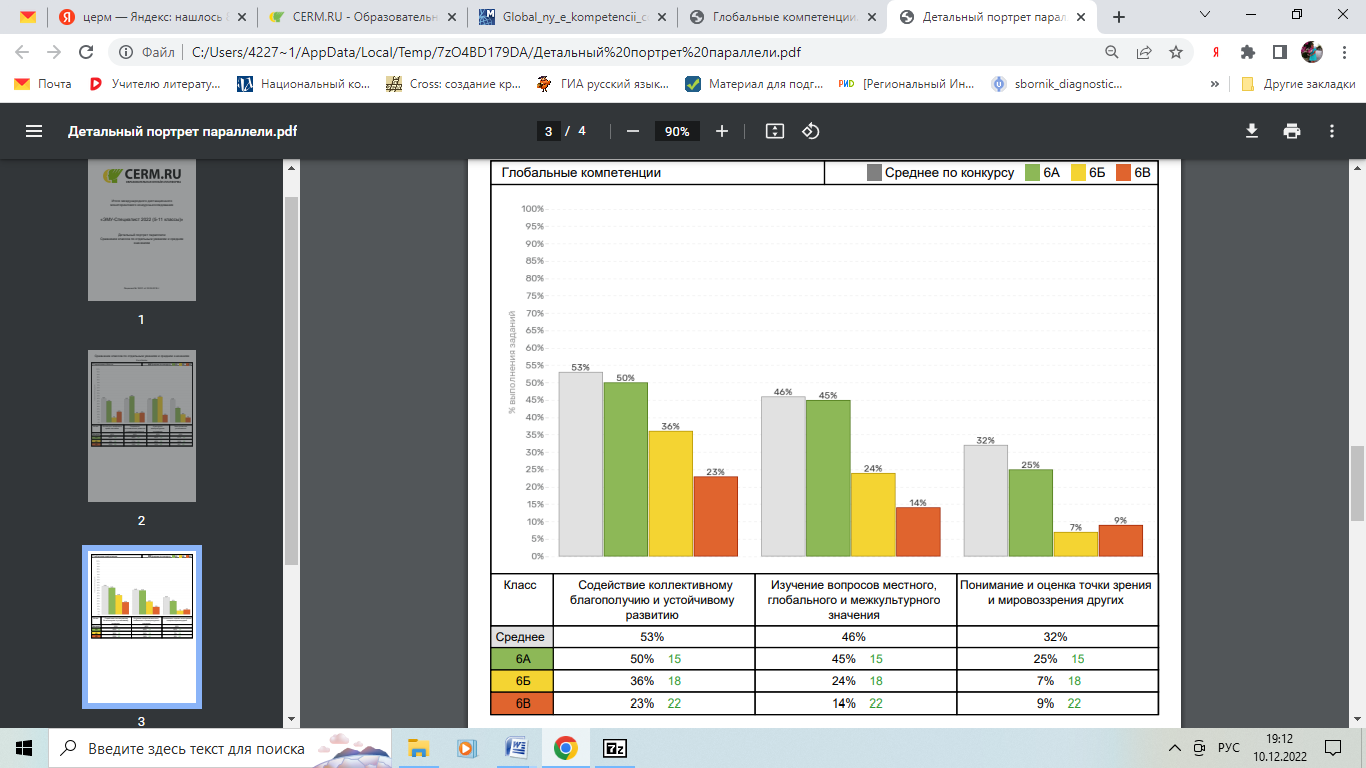 церм — Яндекс: нашлось
CERM.RU - Образовательн
Global_ny_e_kompetencii_c
Глобальные компетенции.
Детальный портрет парал
Файл
C:/Users/4227~1/AppData/Local/Temp/7zO4BD179DA/Детальный%20портрет%20параллели.pdf
Почта
Учителю литерату...
Национальный ко...
Cross: создание кр...
ГИА русский язык...
Материал для подг...
РИD
[Региональный Ин...
sbornik_diagnostic...
»
Другие закладки
Детальный портрет параллели.pdf
3 / 4
90%
CERM.RU
1
2
3
Глобальные компетенции
Среднее по конкурсу 6А 6Б 6В
% выполнения заданий
100%
95%
90%
85%
80%
75%
70%
65%
60%
55%
50%
45%
40%
35%
30%
25%
20%
15%
10%
5%
0%
53% 50% 36% 23%
46% 45% 24% 14%
32% 25% 7% 9%
Класс
Содействие коллективному
благополучию и устойчивому
развитию
Изучение вопросов местного,
глобального и межкультурного
значения
Понимание и оценка точки зрения
и мировоззрения других
Среднее 53% 46% 32%
6А 50% 15 45% 15 25% 15
6Б 36% 18 24% 18 7% 18
6В 23% 22 14% 22 9% 22
Введите здесь текст для поиска
7z
РУС
19:12
10.12.2022